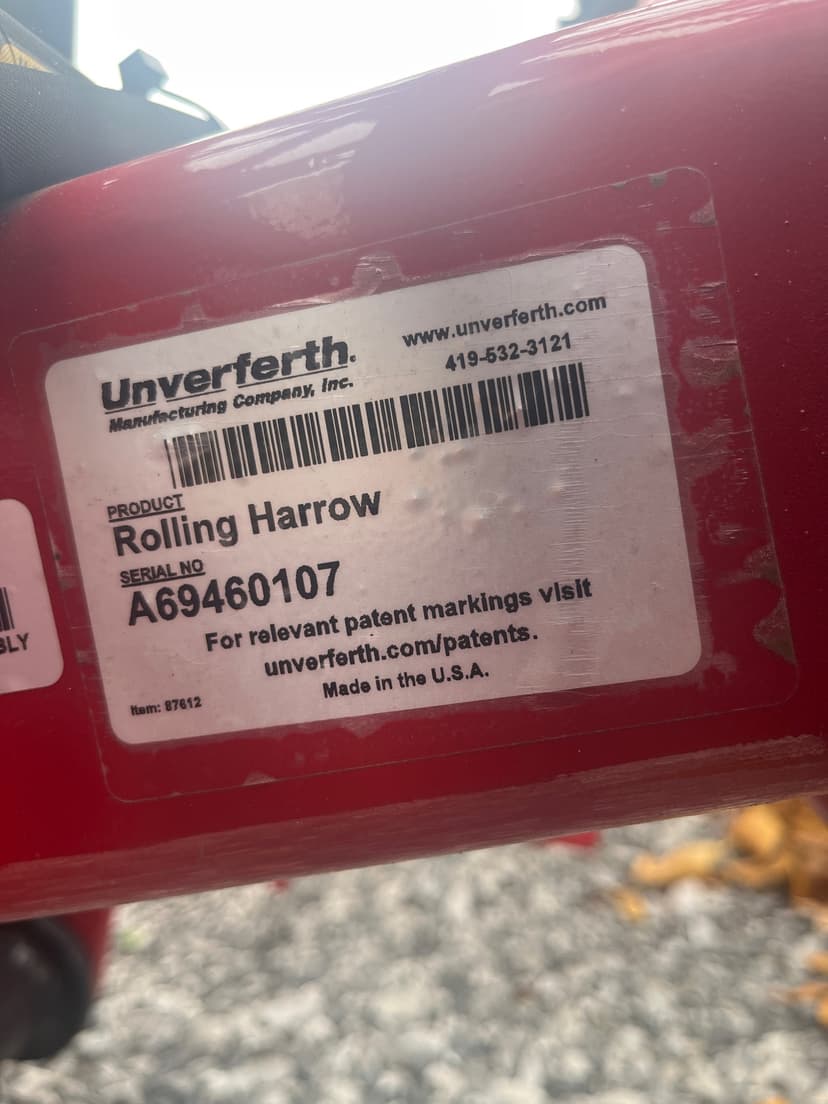 Unverferth.
Manufacturing Company, Inc.
www.unverferth.com
419-532-3121
PRODUCT
Rolling Harrow
SERIAL NO
A69460107
For relevant patent markings visit
unverferth.com/patents.
Made in the U.S.A.
Item: 87612
BLY